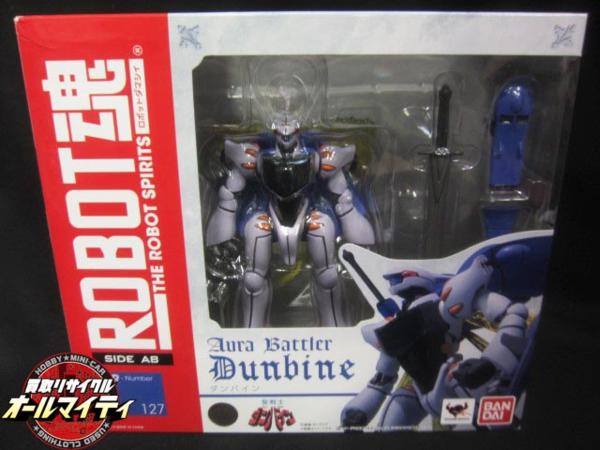 ROBOT魂
ロボットダマシイ®
THE ROBOT SPIRITS
SIDE AB
R-Number
127
Aura Battler
Dunbine
ダンバイン
聖戦士
ダンバイン
BAN
DAI
HOBBY★MINI-CAR
買取リサイクル
オールマイティ
USED CLOTHING